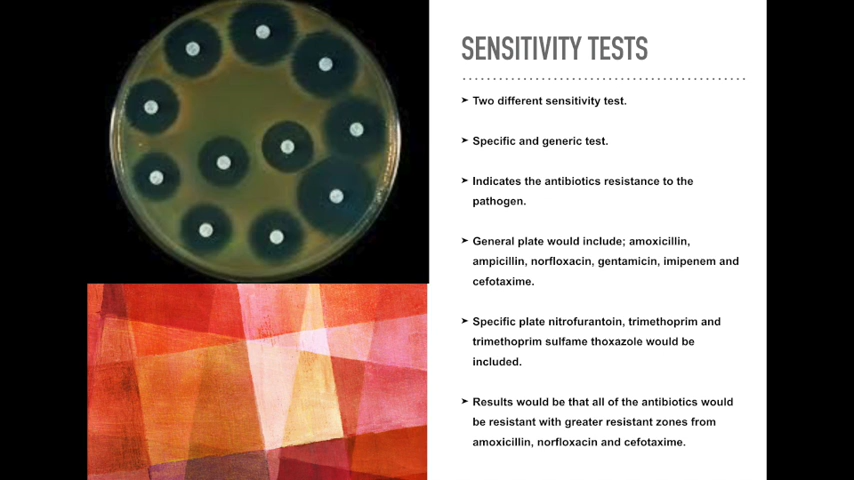 SENSITIVITY TESTS
➤ Two different sensitivity test.
➤ Specific and generic test.
➤ Indicates the antibiotics resistance to the
pathogen.
➤ General plate would include; amoxicillin,
ampicillin, norfloxacin, gentamicin, imipenem and
cefotaxime.
➤ Specific plate nitrofurantoin, trimethoprim and
trimethoprim sulfame thoxazole would be
included.
➤ Results would be that all of the antibiotics would
be resistant with greater resistant zones from
amoxicillin, norfloxacin and cefotaxime.